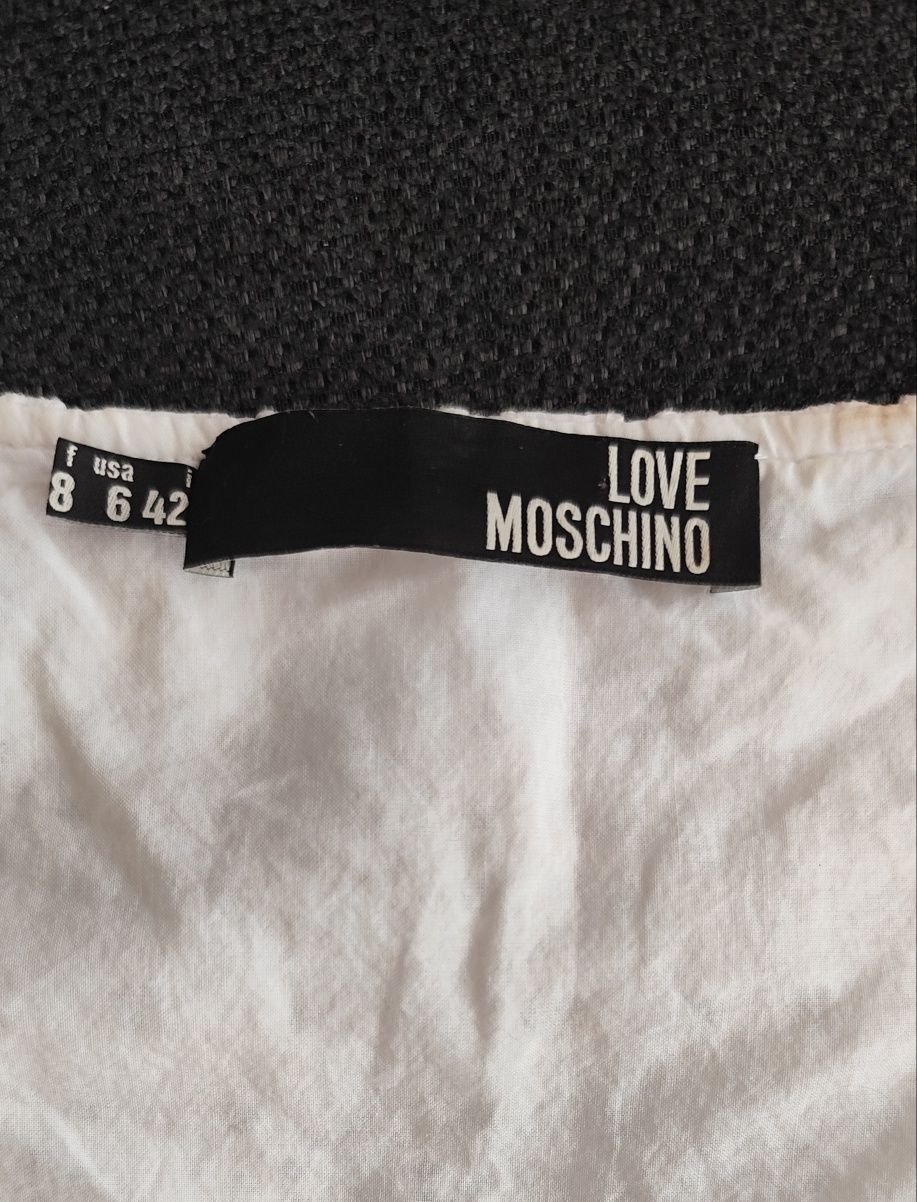 f usa i
8 6 42
LOVE
MOSCHINO